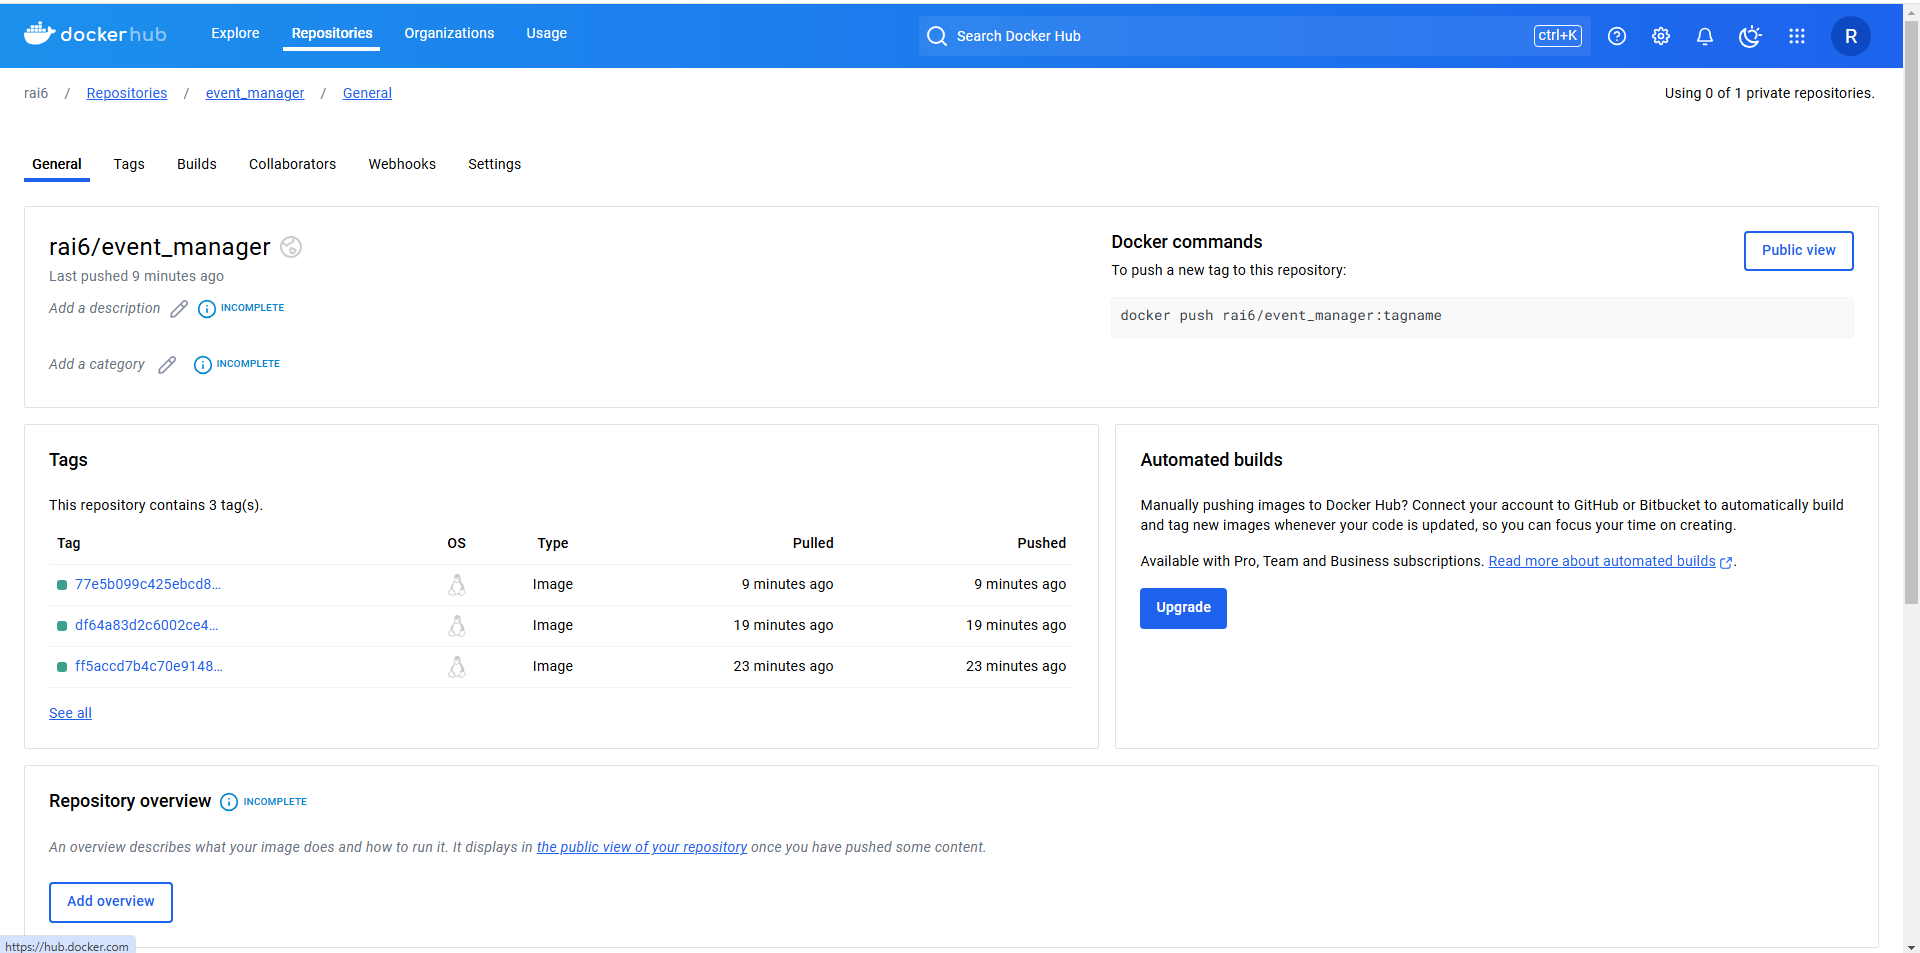 dockerhub Explore Repositories Organizations Usage Search Docker Hub ctrl+K R
rai6 / Repositories / event_manager / General Using 0 of 1 private repositories.
General Tags Builds Collaborators Webhooks Settings
rai6/event_manager
Last pushed 9 minutes ago
Add a description INCOMPLETE
Add a category INCOMPLETE
Docker commands
Public view
To push a new tag to this repository:
docker push rai6/event_manager:tagname
Tags
This repository contains 3 tag(s).
Tag OS Type Pulled Pushed
77e5b099c425ebcd8... Image 9 minutes ago 9 minutes ago
df64a83d2c6002ce4... Image 19 minutes ago 19 minutes ago
ff5accd7b4c70e9148... Image 23 minutes ago 23 minutes ago
See all
Automated builds
Manually pushing images to Docker Hub? Connect your account to GitHub or Bitbucket to automatically build
and tag new images whenever your code is updated, so you can focus your time on creating.
Available with Pro, Team and Business subscriptions. Read more about automated builds.
Upgrade
Repository overview INCOMPLETE
An overview describes what your image does and how to run it. It displays in the public view of your repository once you have pushed some content.
Add overview
https://hub.docker.com